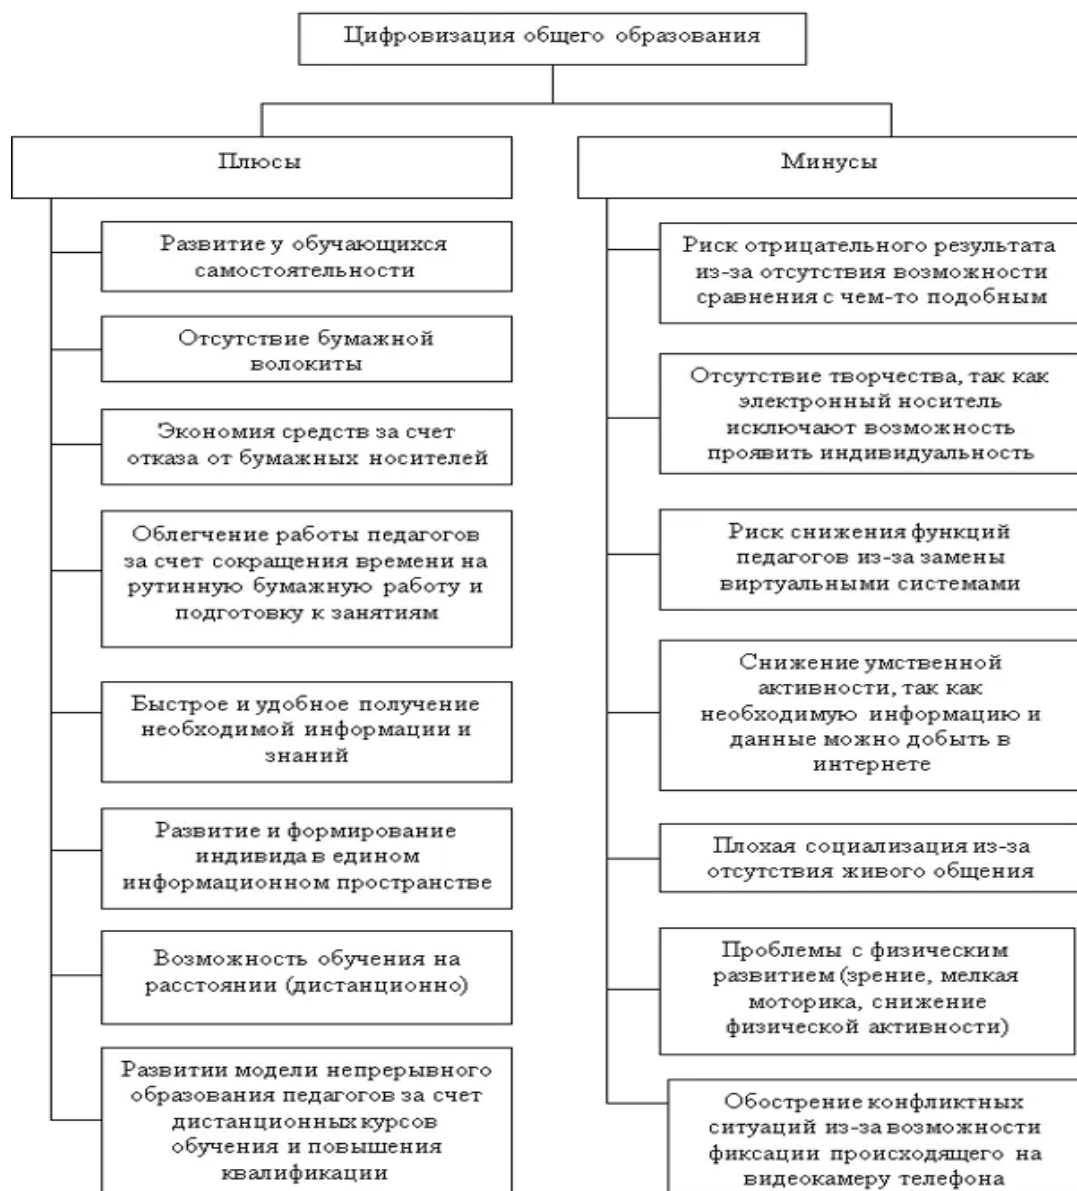 Цифровизация общего образования
Плюсы
Развитие у обучающихся
самостоятельности
Отсутствие бумажной
волокиты
Экономия средств за счет
отказа от бумажных носителей
Облегчение работы педагогов
за счет сокращения времени на
рутинную бумажную работу и
подготовку к занятиям
Быстрое и удобное получение
необходимой информации и
знаний
Развитие и формирование
индивида в едином
информационном пространстве
Возможность обучения на
расстоянии (дистанционно)
Развитии модели непрерывного
образования педагогов за счет
дистанционных курсов
обучения и повышения
квалификации
Минусы
Риск отрицательного результата
из-за отсутствия возможности
сравнения с чем-то подобным
Отсутствие творчества, так как
электронный носитель
исключают возможность
проявить индивидуальность
Риск снижения функций
педагогов из-за замены
виртуальными системами
Снижение умственной
активности, так как
необходимую информацию и
данные можно добыть в
интернете
Плохая социализация из-за
отсутствия живого общения
Проблемы с физическим
развитием (зрение, мелкая
моторика, снижение
физической активности)
Обострение конфликтных
ситуаций из-за возможности
фиксации происходящего на
видеокамеру телефона